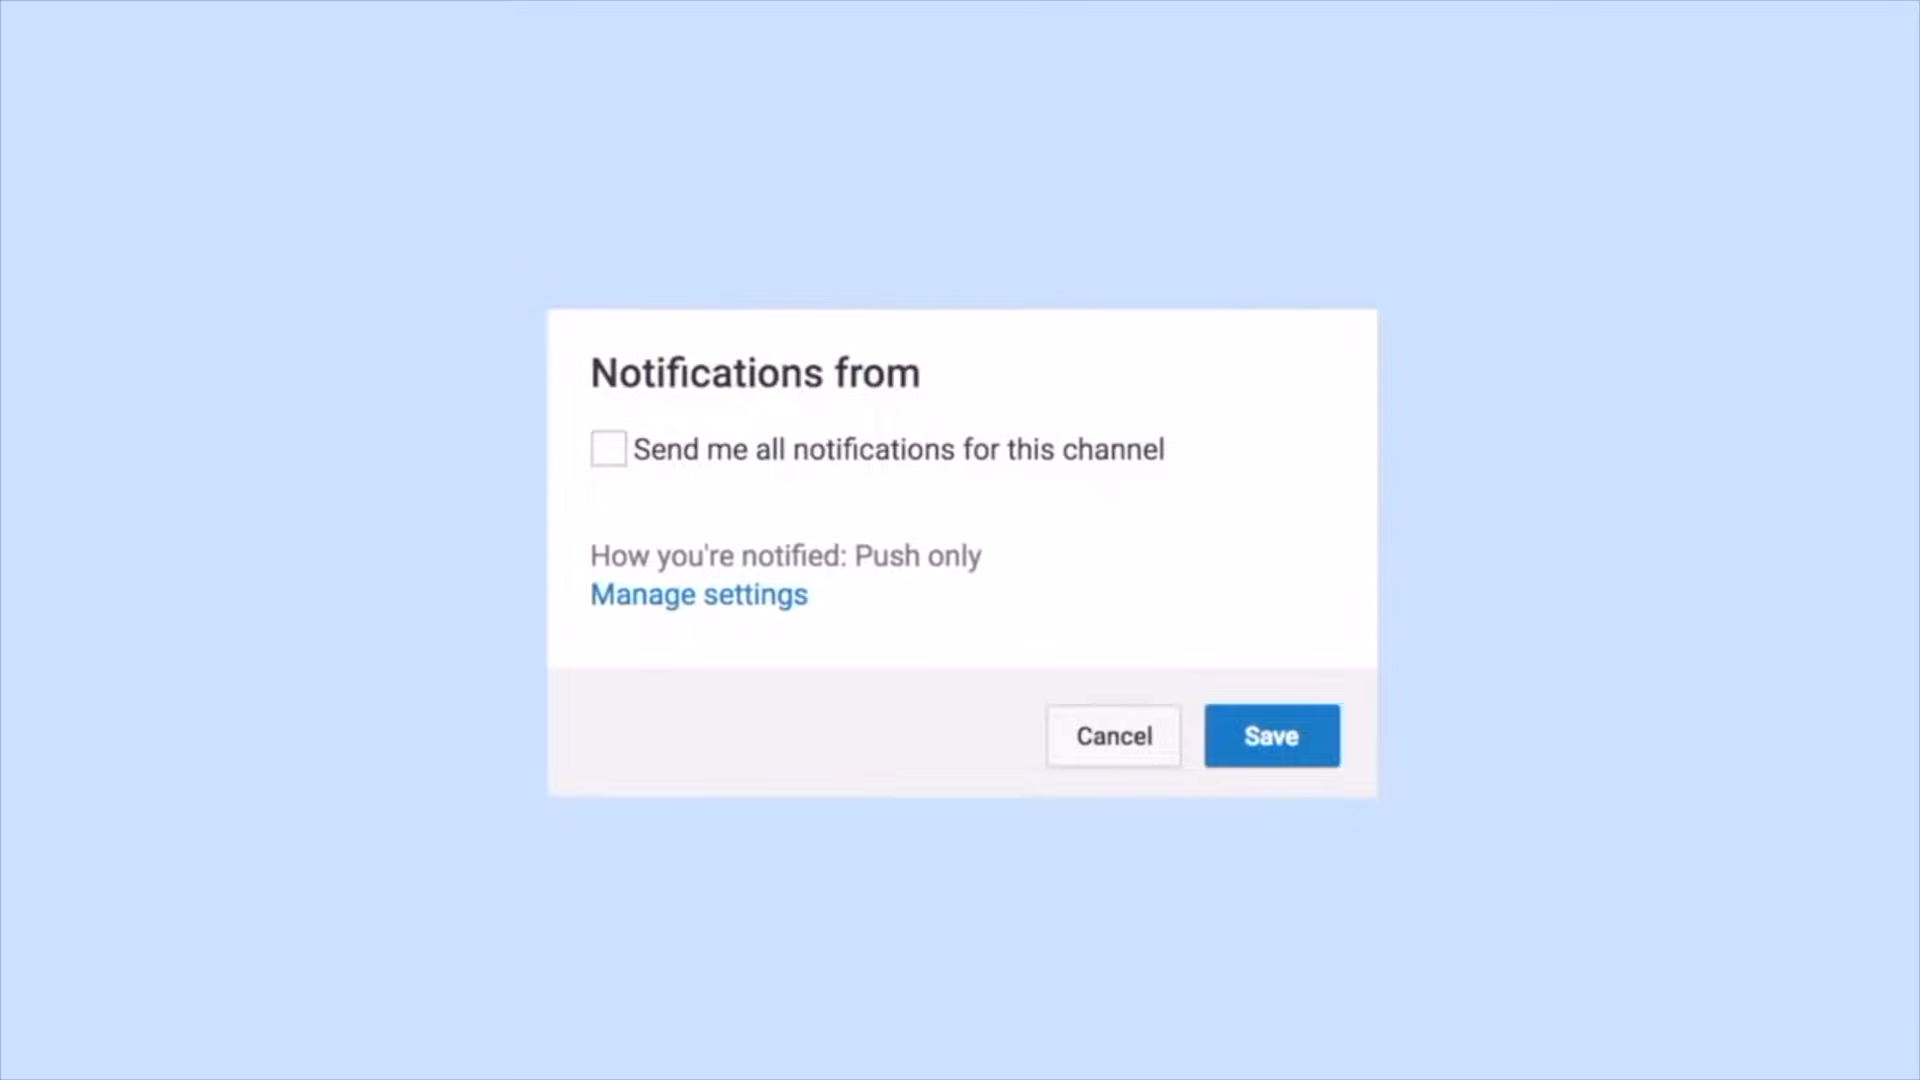 Notifications from
Send me all notifications for this channel
How you're notified: Push only
Manage settings
Cancel
Save